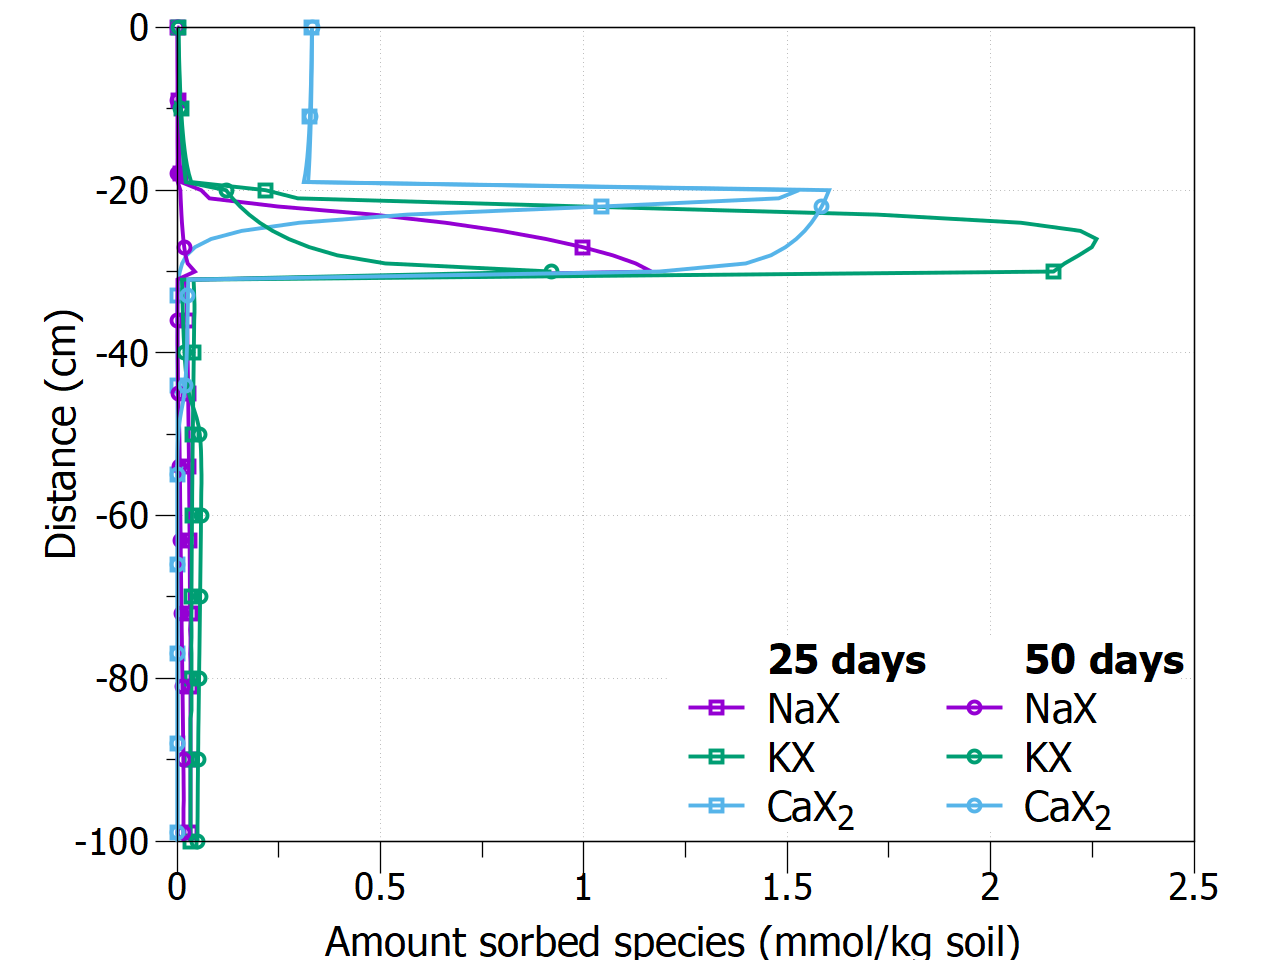 0
-20
-40
-60
-80
-100
Distance (cm)
25 days 50 days
NaX NaX
KX KX
CaX₂ CaX₂
0 0.5 1 1.5 2 2.5
Amount sorbed species (mmol/kg soil)